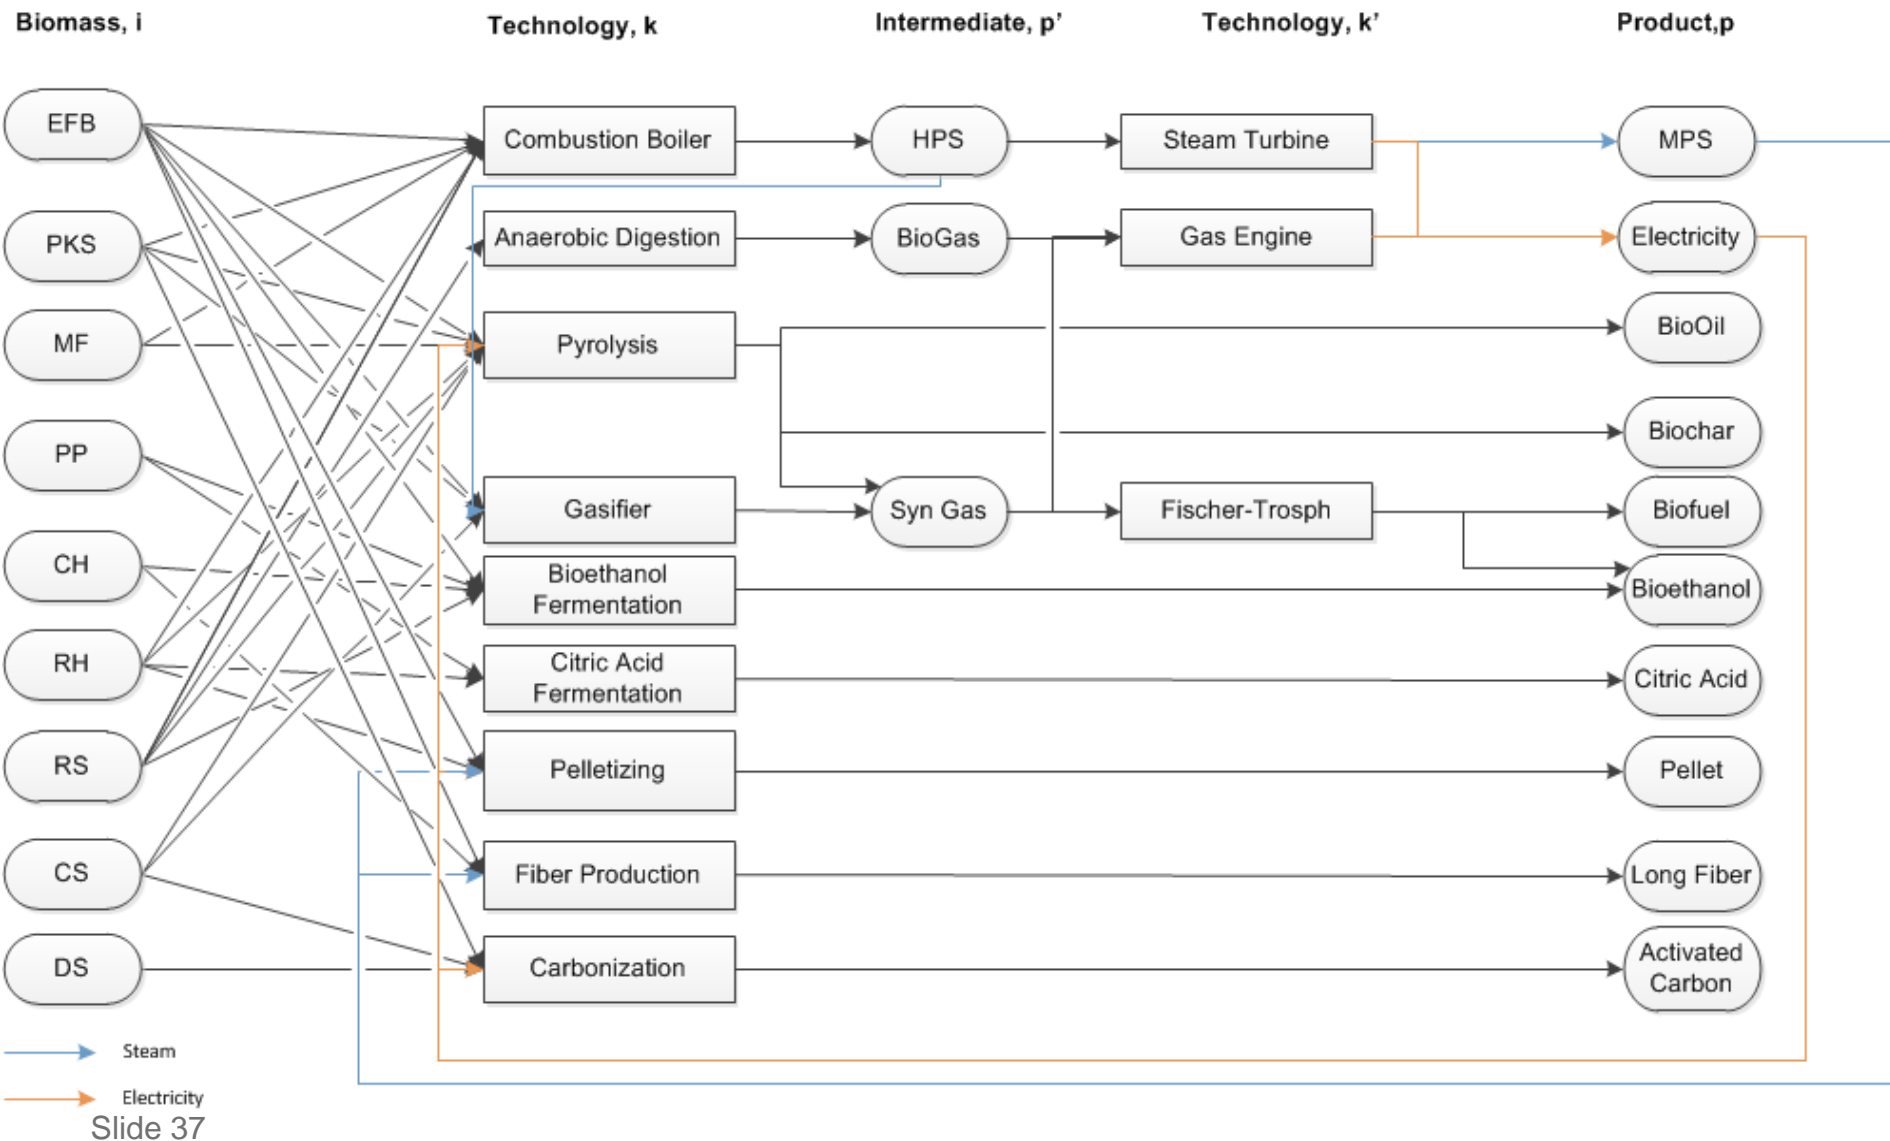 Biomass, i
Technology, k
Intermediate, p’
Technology, k’
Product,p
EFB
PKS
MF
PP
CH
RH
RS
CS
DS
Combustion Boiler
Anaerobic Digestion
Pyrolysis
Gasifier
Bioethanol
Fermentation
Citric Acid
Fermentation
Pelletizing
Fiber Production
Carbonization
HPS
BioGas
Syn Gas
Steam Turbine
Gas Engine
Fischer-Trosph
MPS
Electricity
BioOil
Biochar
Biofuel
Bioethanol
Citric Acid
Pellet
Long Fiber
Activated
Carbon
Steam
Electricity
Slide 37